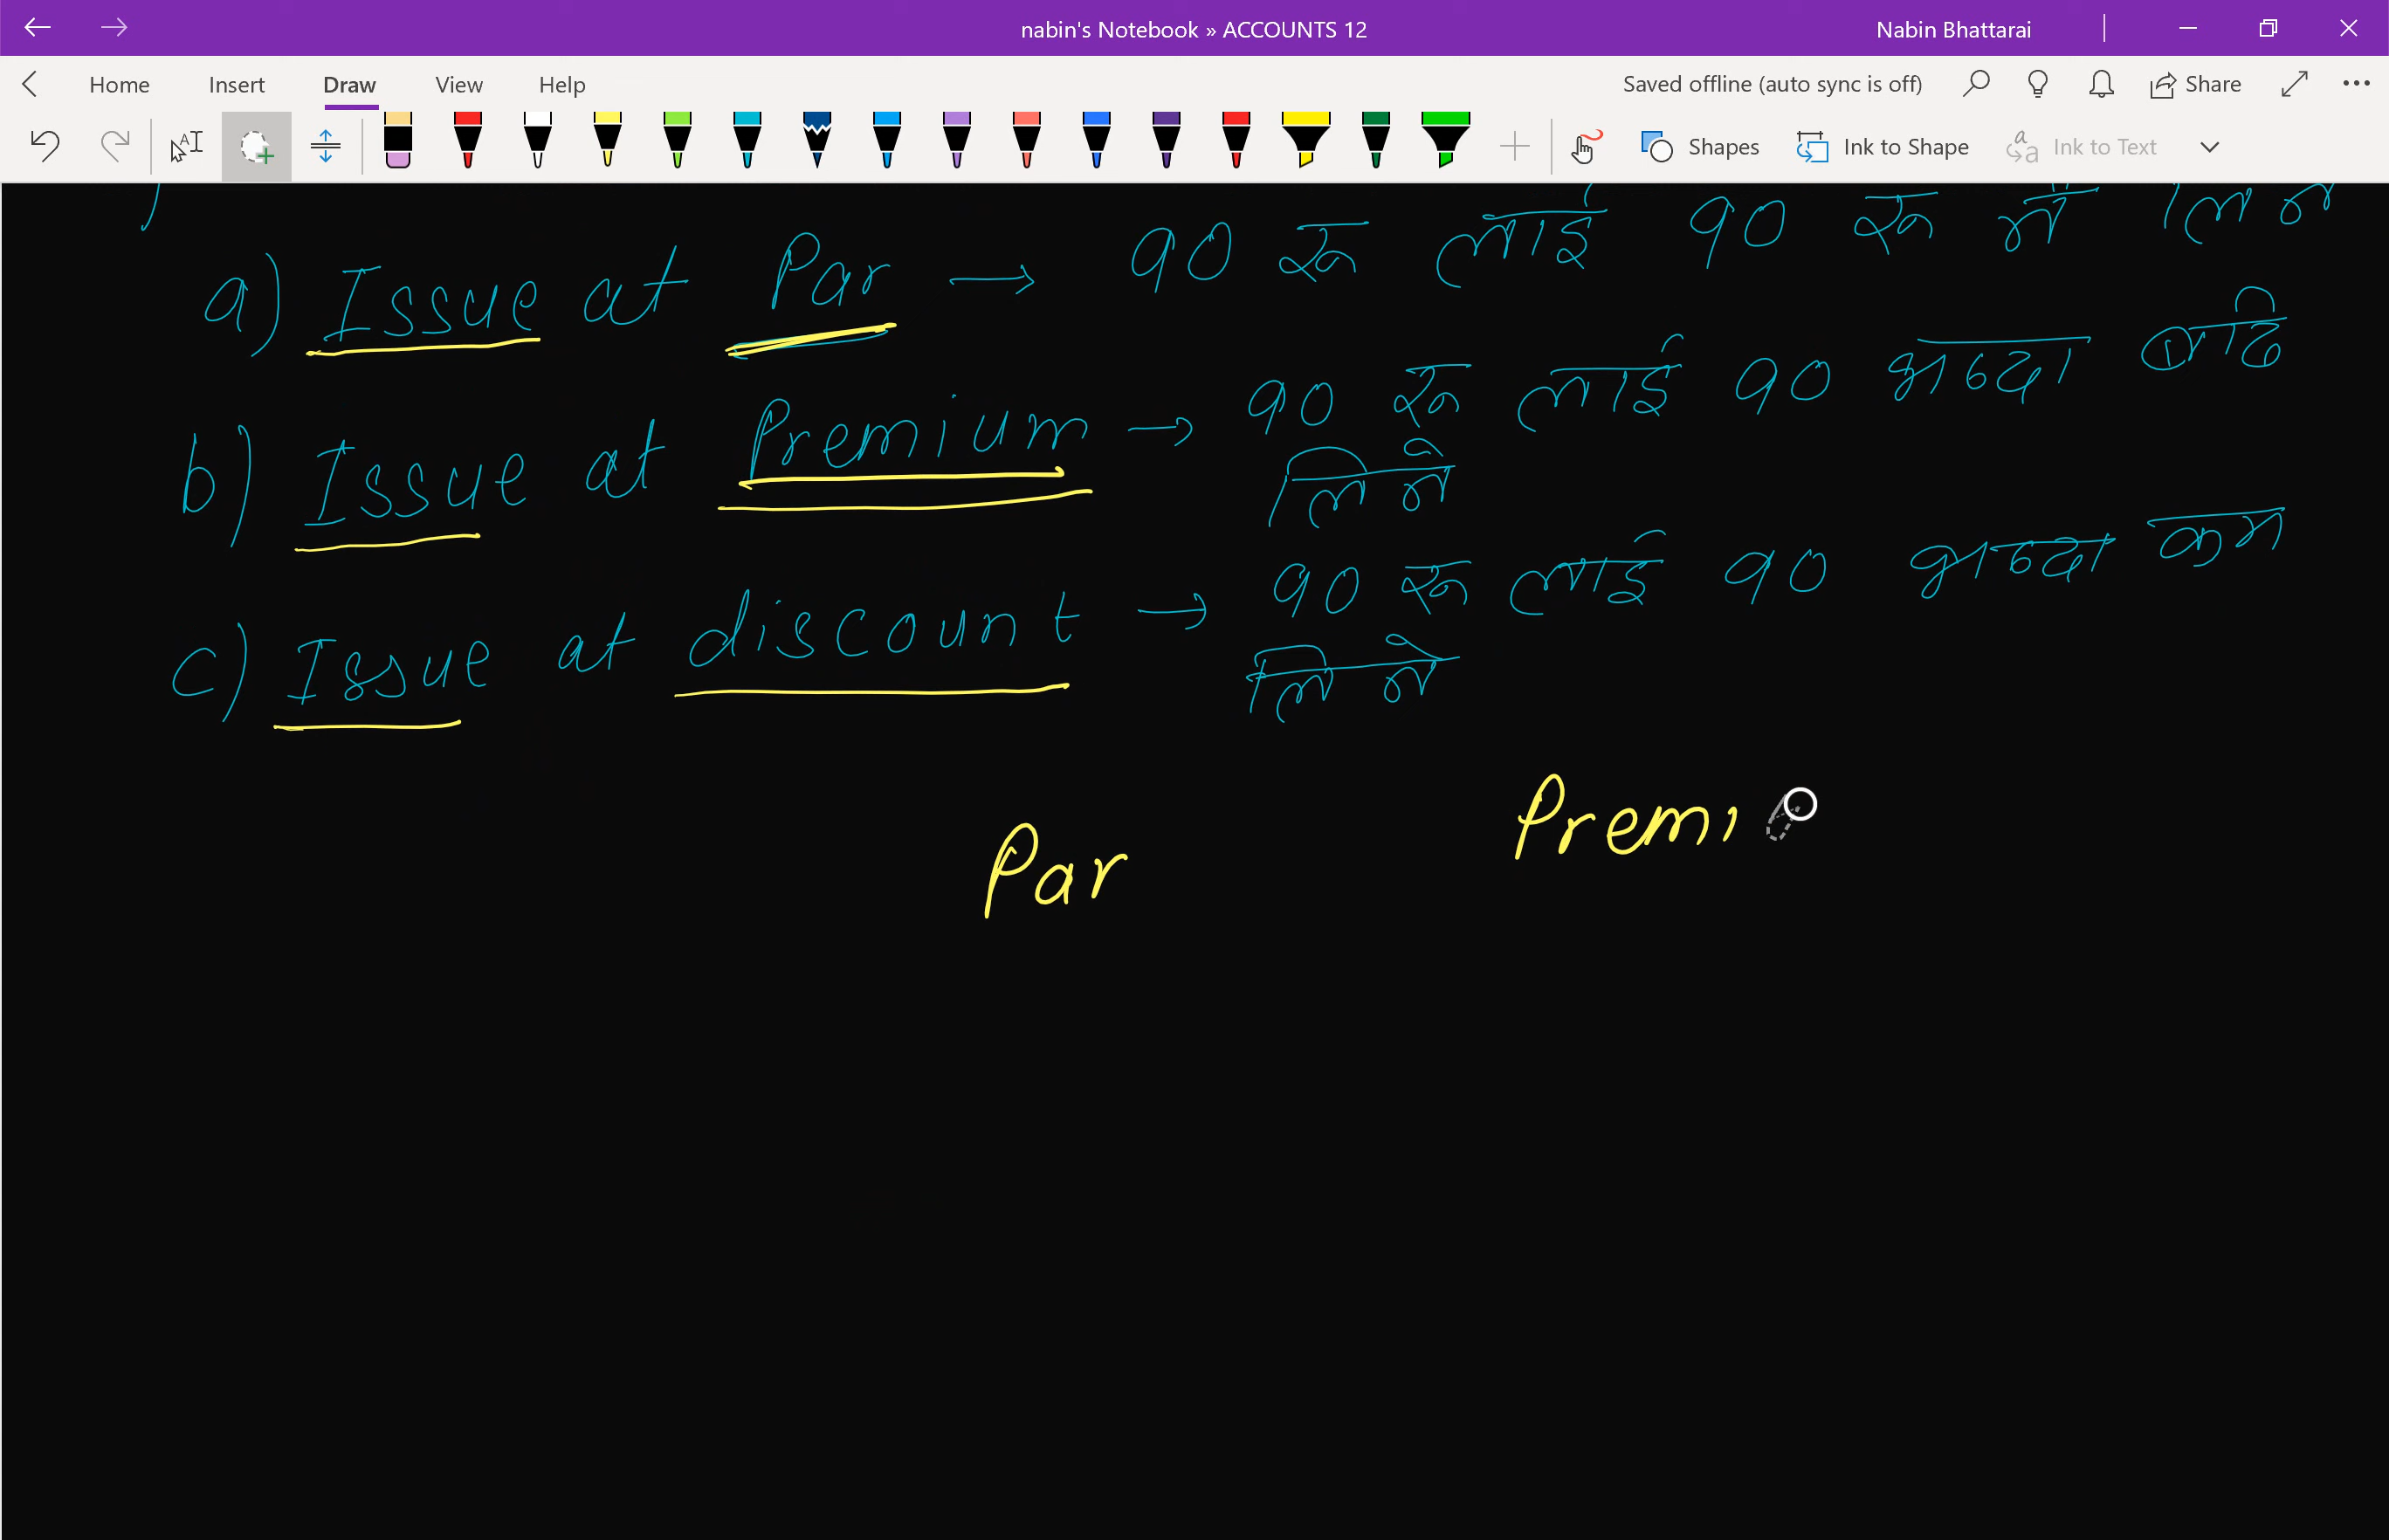 nabin's Notebook » ACCOUNTS 12
Nabin Bhattarai
Home Insert Draw View Help
Saved offline (auto sync is off)
Share
Shapes
Ink to Shape
Ink to Text
a) Issue at Par → १० रू लाई १० रू मै
b) Issue at Premium → १० रू लाई १० भन्दा बढि
लिने
c) Issue at discount → १० रू लाई १० भन्दा कम
लिने
Premi
Par